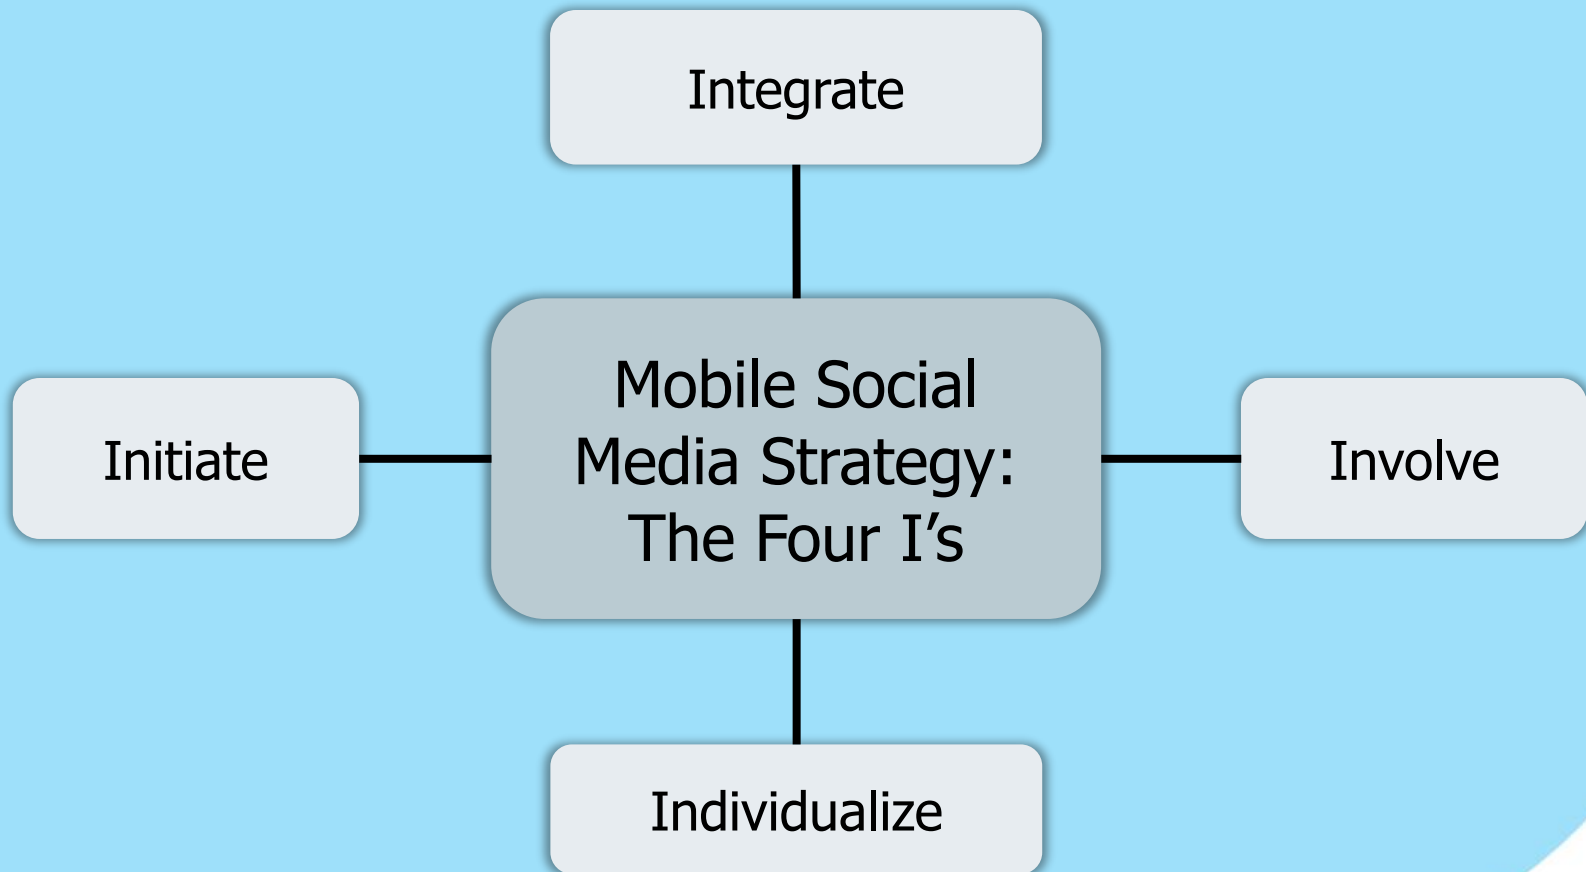 Integrate
Mobile Social
Media Strategy:
The Four I’s
Initiate
Involve
Individualize